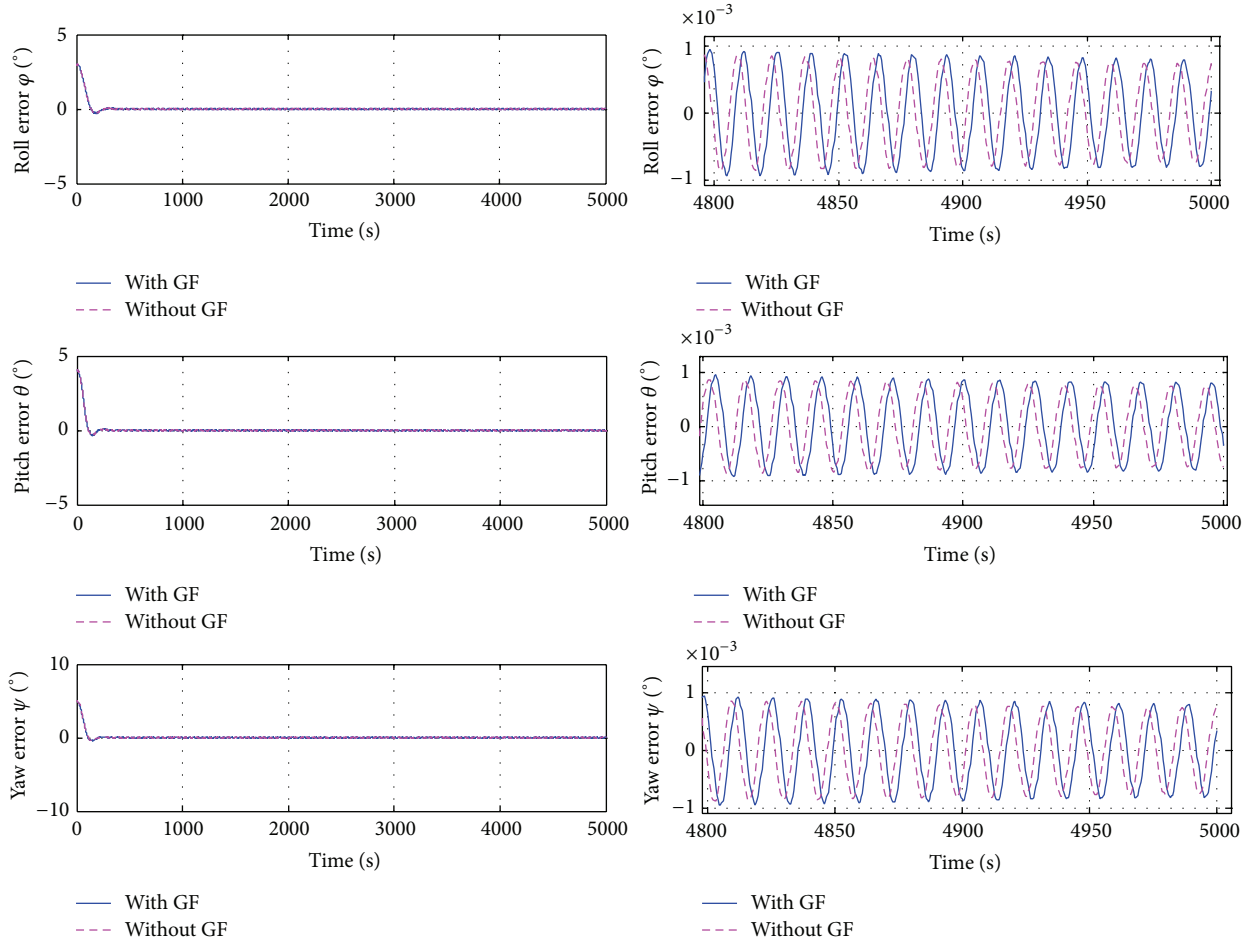 Roll error φ (°)
5
0
−5
0 1000 2000 3000 4000 5000
Time (s)
With GF
Without GF
×10−3
Roll error φ (°)
1
0
−1
4800 4850 4900 4950 5000
Time (s)
With GF
Without GF
Pitch error θ (°)
5
0
−5
0 1000 2000 3000 4000 5000
Time (s)
With GF
Without GF
×10−3
Pitch error θ (°)
1
0
−1
4800 4850 4900 4950 5000
Time (s)
With GF
Without GF
Yaw error ψ (°)
10
0
−10
0 1000 2000 3000 4000 5000
Time (s)
With GF
Without GF
×10−3
Yaw error ψ (°)
1
0
−1
4800 4850 4900 4950 5000
Time (s)
With GF
Without GF